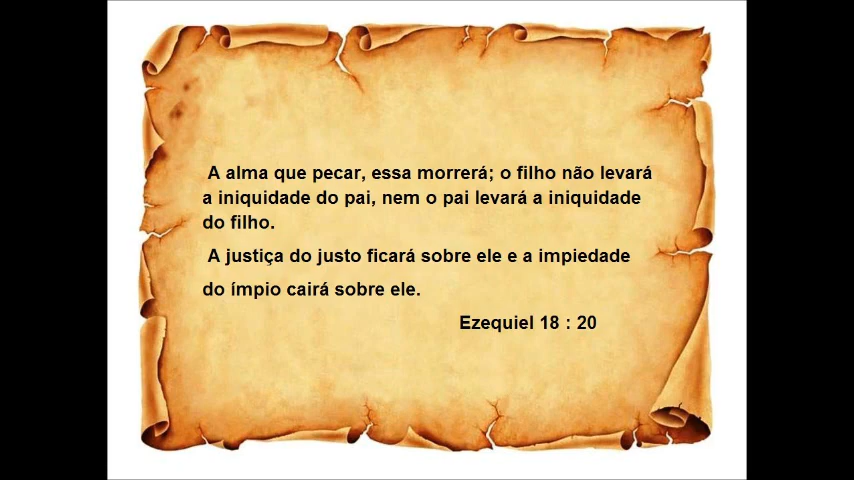 A alma que pecar, essa morrerá; o filho não levará
a iniquidade do pai, nem o pai levará a iniquidade
do filho.
A justiça do justo ficará sobre ele e a impiedade
do ímpio cairá sobre ele.
Ezequiel 18 : 20